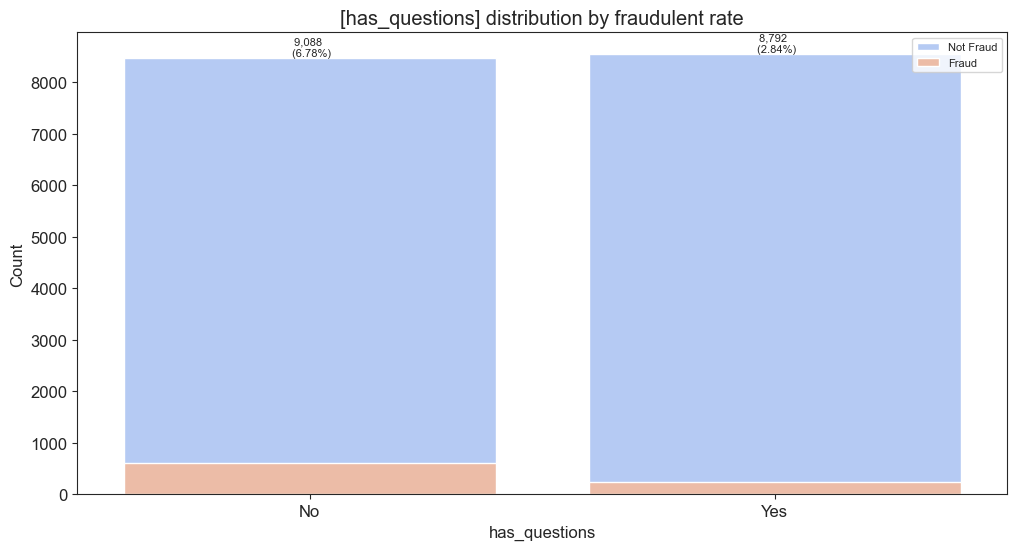 [has_questions] distribution by fraudulent rate
9,088
(6.78%)
8,792
(2.84%)
Not Fraud
Fraud
8000
7000
6000
5000
4000
3000
2000
1000
0
Count
No
Yes
has_questions